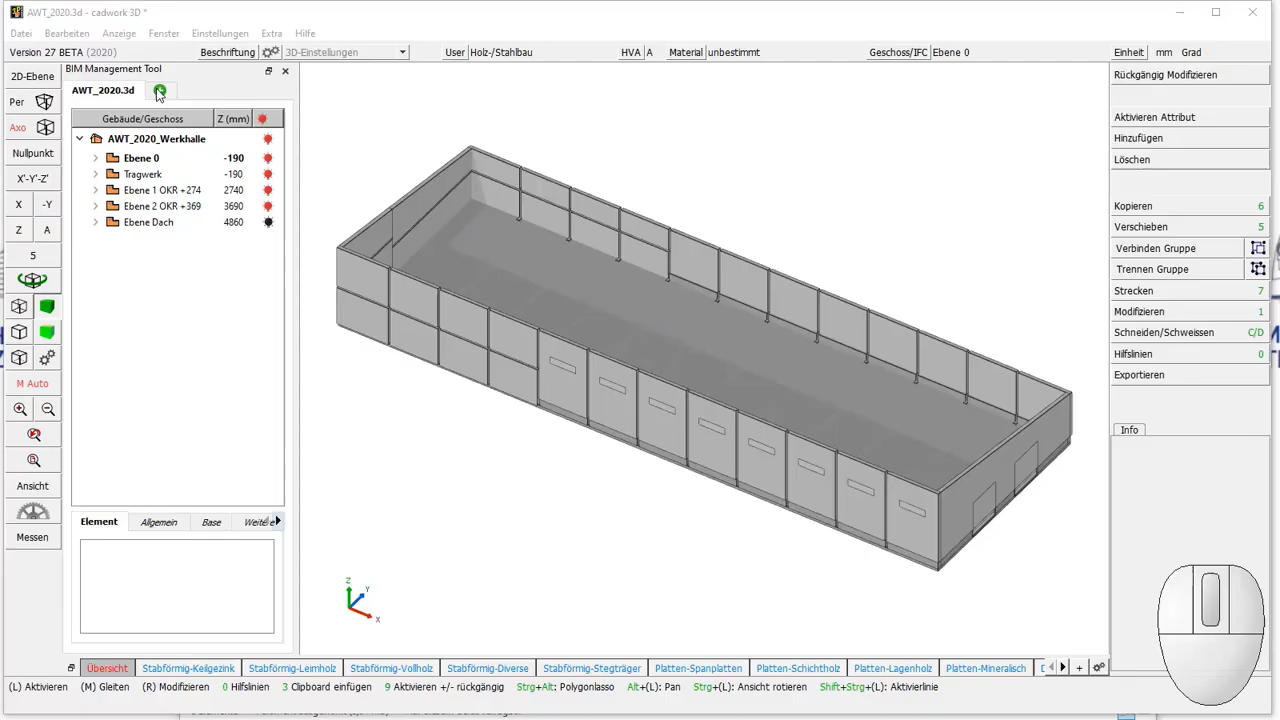 AWT_2020.3d - cadwork 3D *
Datei Bearbeiten Anzeige Fenster Einstellungen Extra Hilfe
Version 27 BETA (2020) Beschriftung 3D-Einstellungen User Holz-/Stahlbau HVA A Material unbestimmt Geschoss/IFC Ebene 0 Einheit mm Grad
BIM Management Tool
AWT_2020.3d
Gebäude/Geschoss Z (mm)
AWT_2020_Werkhalle
Ebene 0 -190
Tragwerk -190
Ebene 1 OKR +274 2740
Ebene 2 OKR +369 3690
Ebene Dach 4860
Element Allgemein Base Weitere
2D-Ebene
Per
Axo
Nullpunkt
X'-Y'-Z'
X -Y
Z A
5
M Auto
Ansicht
Messen
Z
Y
X
Rückgängig Modifizieren
Aktivieren Attribut
Hinzufügen
Löschen
Kopieren 6
Verschieben 5
Verbinden Gruppe
Trennen Gruppe
Strecken 7
Modifizieren 1
Schneiden/Schweissen C/D
Hilfslinien 0
Exportieren
Info
Übersicht Stabförmig-Keilgezink Stabförmig-Leimholz Stabförmig-Vollholz Stabförmig-Diverse Stabförmig-Stegträger Platten-Spanplatten Platten-Schichtholz Platten-Lagenholz Platten-Mineralisch
(L) Aktivieren (M) Gleiten (R) Modifizieren 0 Hilfslinien 3 Clipboard einfügen 9 Aktivieren +/- rückgängig Strg+Alt: Polygonlasso Alt+(L): Pan Strg+(L): Ansicht rotieren Shift+Strg+(L): Aktivierlinie